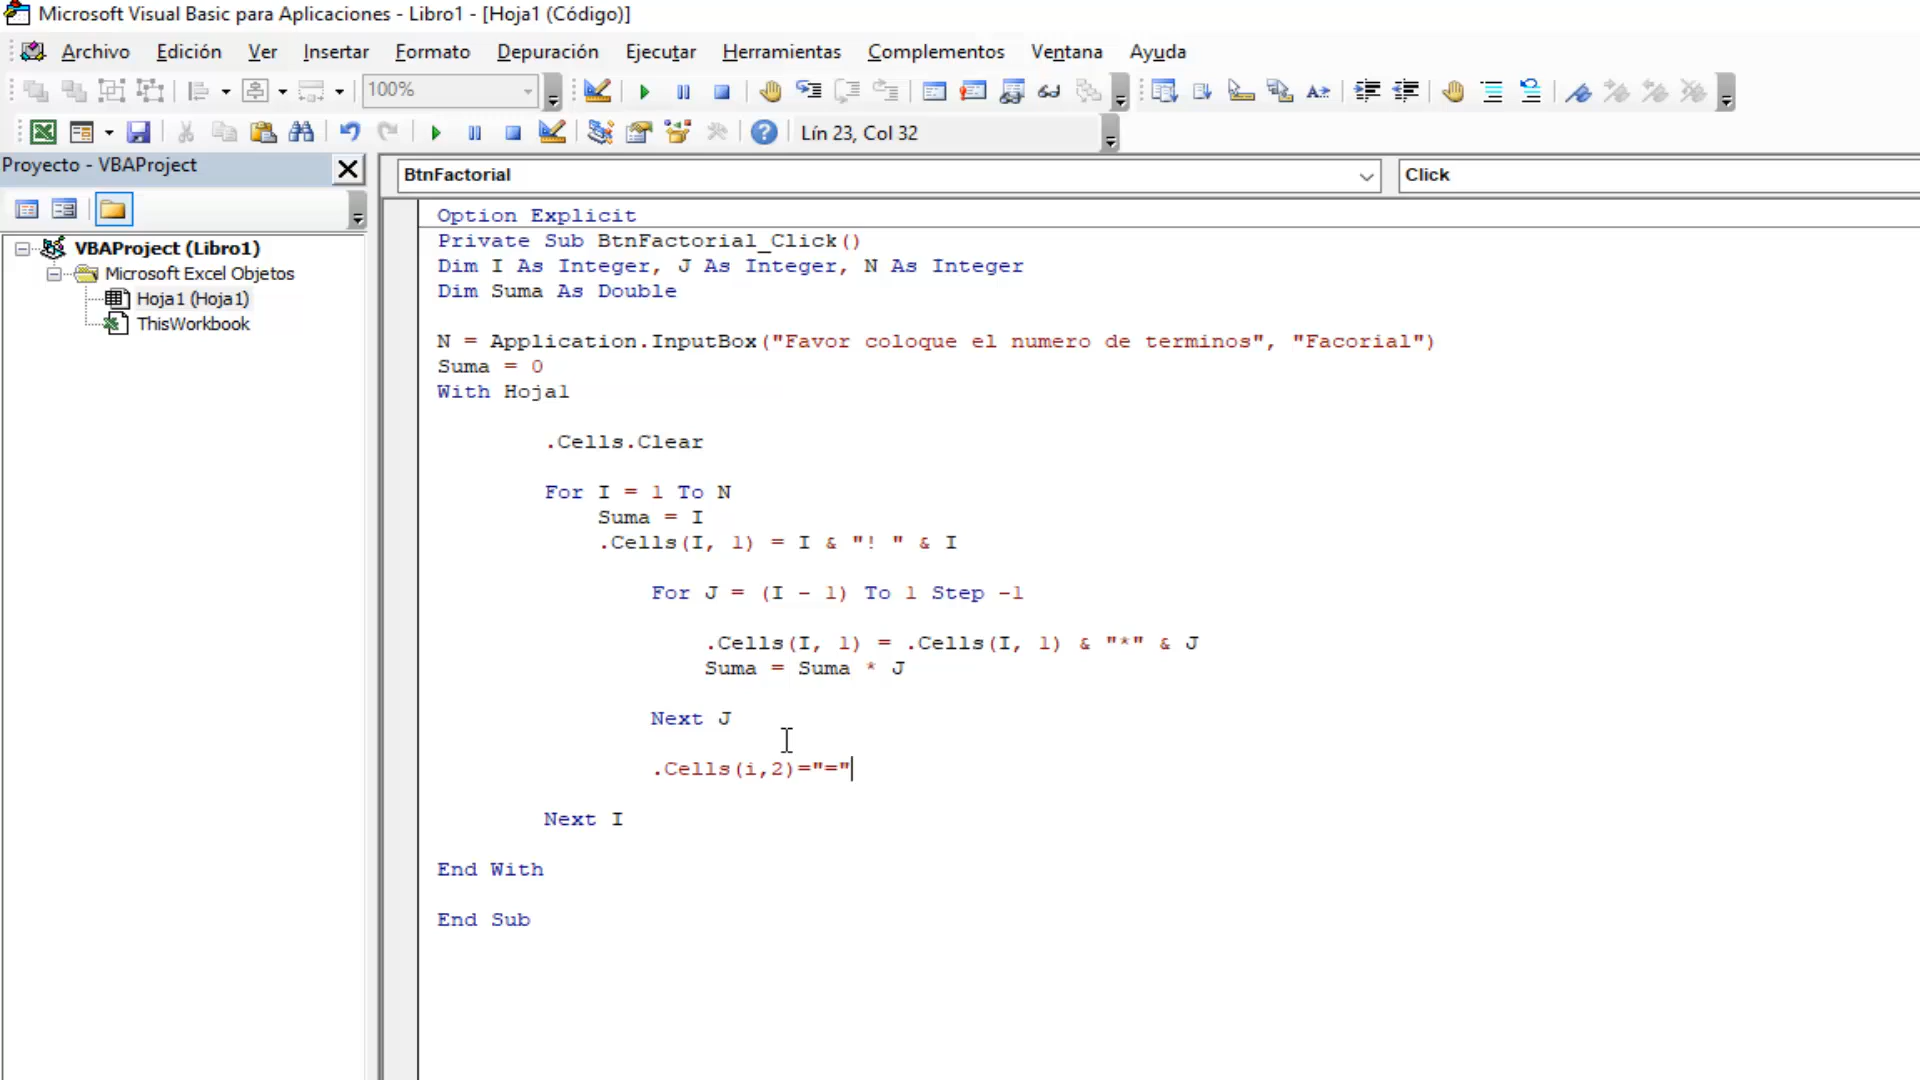 Microsoft Visual Basic para Aplicaciones - Libro1 - [Hoja1 (Código)]
Archivo Edición Ver Insertar Formato Depuración Ejecutar Herramientas Complementos Ventana Ayuda
100%
Lín 23, Col 32
Proyecto - VBAProject
BtnFactorial
Click
VBAProject (Libro1)
Microsoft Excel Objetos
Hoja1 (Hoja1)
ThisWorkbook
Option Explicit
Private Sub BtnFactorial_Click()
Dim I As Integer, J As Integer, N As Integer
Dim Suma As Double
N = Application.InputBox("Favor coloque el numero de terminos", "Facorial")
Suma = 0
With Hoja1
.Cells.Clear
For I = 1 To N
Suma = I
.Cells(I, 1) = I & "! " & I
For J = (I - 1) To 1 Step -1
.Cells(I, 1) = .Cells(I, 1) & "*" & J
Suma = Suma * J
Next J
.Cells(i,2)="="
Next I
End With
End Sub